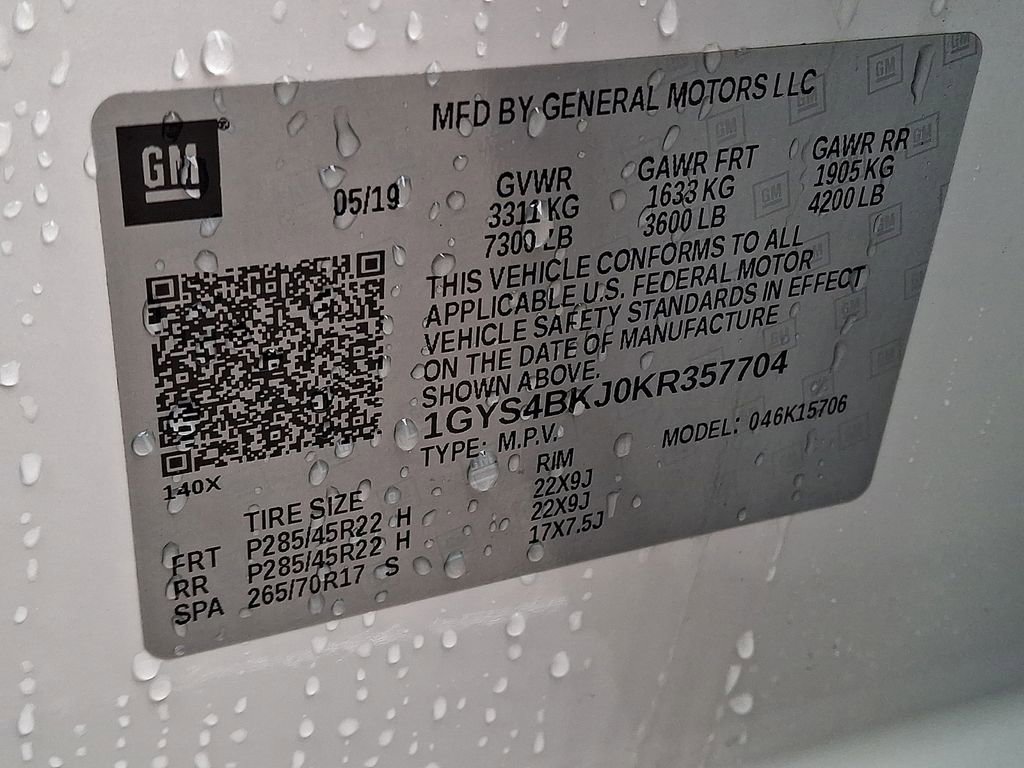 GM
MFD BY GENERAL MOTORS LLC
05/19
GVWR
3311 KG
7300 LB
GAWR FRT
1633 KG
3600 LB
GAWR RR
1905 KG
4200 LB
THIS VEHICLE CONFORMS TO ALL
APPLICABLE U.S. FEDERAL MOTOR
VEHICLE SAFETY STANDARDS IN EFFECT
ON THE DATE OF MANUFACTURE
SHOWN ABOVE.
1GYS4BKJ0KR357704
TYPE: M.P.V. MODEL: 046K15706
140X
TIRE SIZE RIM
FRT P285/45R22 H 22X9J
RR P285/45R22 H 22X9J
SPA 265/70R17 S 17X7.5J